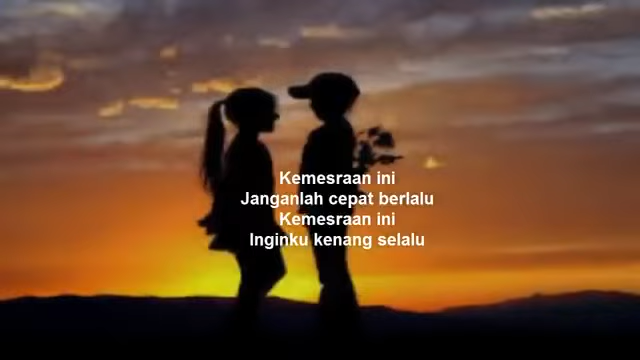 Kemesraan ini
Janganlah cepat berlalu
Kemesraan ini
Inginku kenang selalu